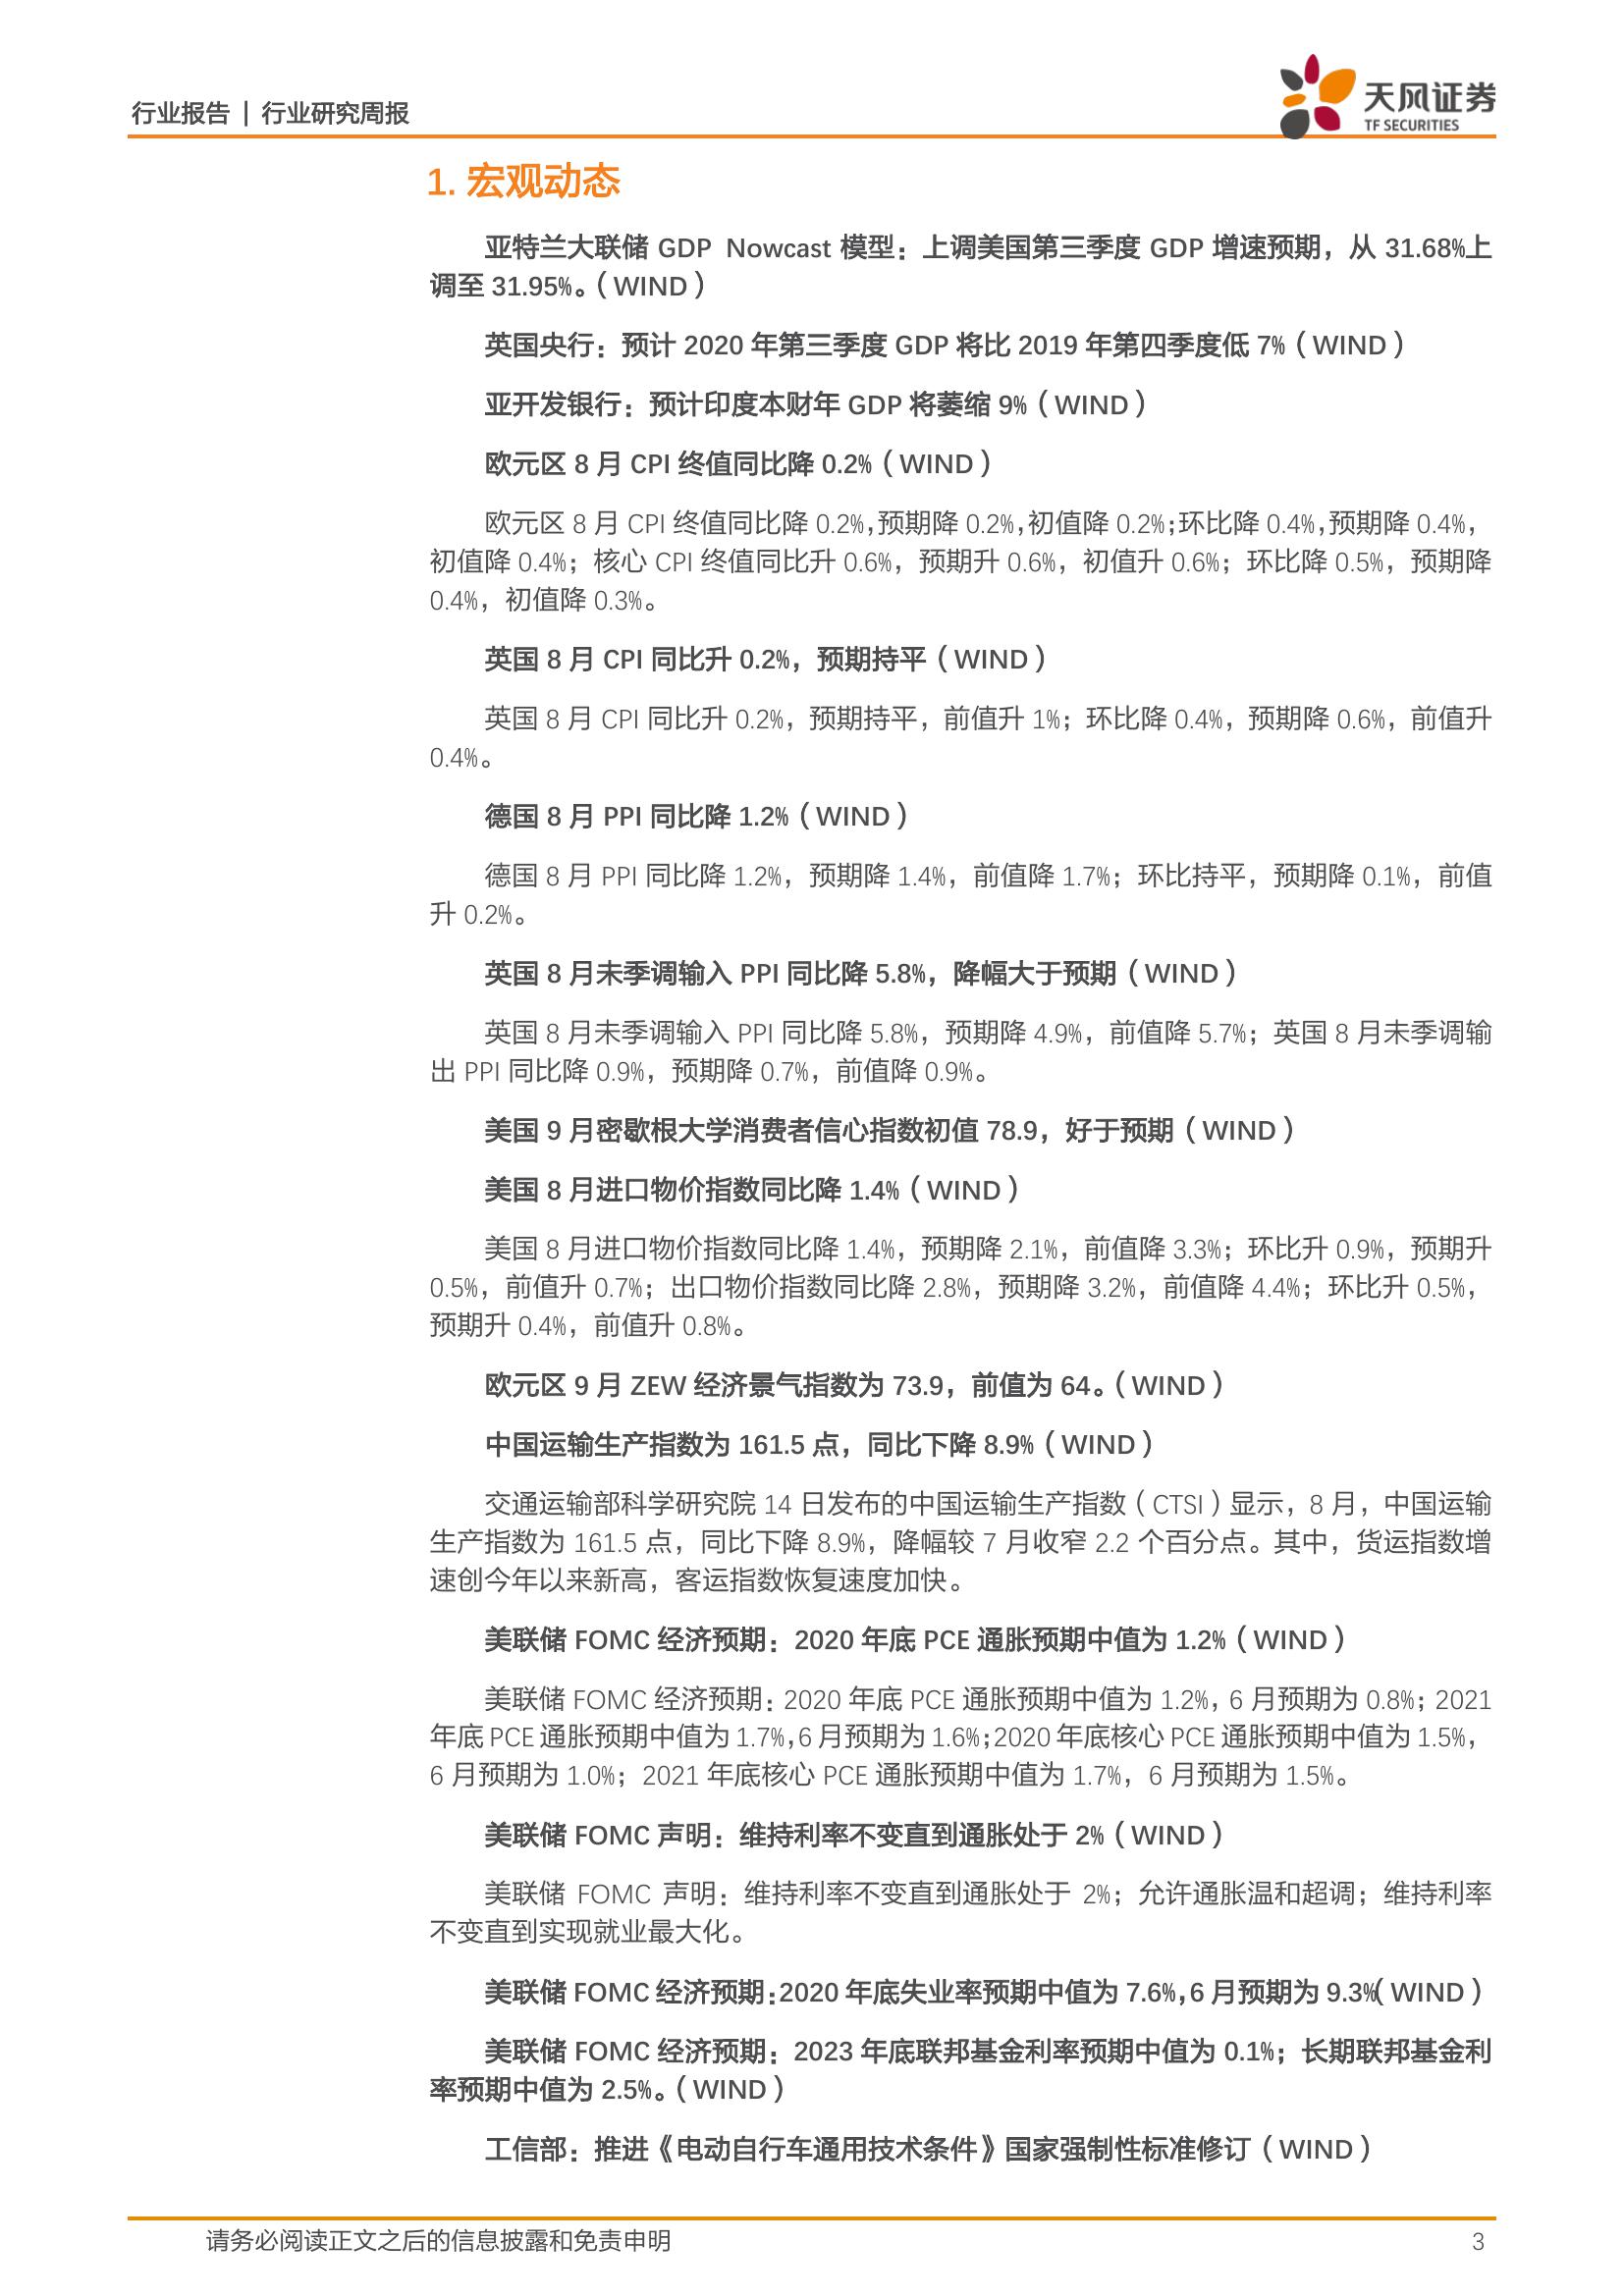 行业报告 | 行业研究周报
天风证券
TF SECURITIES
1. 宏观动态
亚特兰大联储 GDP Nowcast 模型：上调美国第三季度 GDP 增速预期，从 31.68%上
调至 31.95%。（WIND）
英国央行：预计 2020 年第三季度 GDP 将比 2019 年第四季度低 7%（WIND）
亚开发银行：预计印度本财年 GDP 将萎缩 9%（WIND）
欧元区 8 月 CPI 终值同比降 0.2%（WIND）
欧元区 8 月 CPI 终值同比降 0.2%，预期降 0.2%，初值降 0.2%；环比降 0.4%，预期降 0.4%，
初值降 0.4%；核心 CPI 终值同比升 0.6%，预期升 0.6%，初值升 0.6%；环比降 0.5%，预期降
0.4%，初值降 0.3%。
英国 8 月 CPI 同比升 0.2%，预期持平（WIND）
英国 8 月 CPI 同比升 0.2%，预期持平，前值升 1%；环比降 0.4%，预期降 0.6%，前值升
0.4%。
德国 8 月 PPI 同比降 1.2%（WIND）
德国 8 月 PPI 同比降 1.2%，预期降 1.4%，前值降 1.7%；环比持平，预期降 0.1%，前值
升 0.2%。
英国 8 月未季调输入 PPI 同比降 5.8%，降幅大于预期（WIND）
英国 8 月未季调输入 PPI 同比降 5.8%，预期降 4.9%，前值降 5.7%；英国 8 月未季调输
出 PPI 同比降 0.9%，预期降 0.7%，前值降 0.9%。
美国 9 月密歇根大学消费者信心指数初值 78.9，好于预期（WIND）
美国 8 月进口物价指数同比降 1.4%（WIND）
美国 8 月进口物价指数同比降 1.4%，预期降 2.1%，前值降 3.3%；环比升 0.9%，预期升
0.5%，前值升 0.7%；出口物价指数同比降 2.8%，预期降 3.2%，前值降 4.4%；环比升 0.5%，
预期升 0.4%，前值升 0.8%。
欧元区 9 月 ZEW 经济景气指数为 73.9，前值为 64。（WIND）
中国运输生产指数为 161.5 点，同比下降 8.9%（WIND）
交通运输部科学研究院 14 日发布的中国运输生产指数（CTSI）显示，8 月，中国运输
生产指数为 161.5 点，同比下降 8.9%，降幅较 7 月收窄 2.2 个百分点。其中，货运指数增
速创今年以来新高，客运指数恢复速度加快。
美联储 FOMC 经济预期：2020 年底 PCE 通胀预期中值为 1.2%（WIND）
美联储 FOMC 经济预期：2020 年底 PCE 通胀预期中值为 1.2%，6 月预期为 0.8%；2021
年底 PCE 通胀预期中值为 1.7%，6 月预期为 1.6%；2020 年底核心 PCE 通胀预期中值为 1.5%，
6 月预期为 1.0%；2021 年底核心 PCE 通胀预期中值为 1.7%，6 月预期为 1.5%。
美联储 FOMC 声明：维持利率不变直到通胀处于 2%（WIND）
美联储 FOMC 声明：维持利率不变直到通胀处于 2%；允许通胀温和超调；维持利率
不变直到实现就业最大化。
美联储 FOMC 经济预期：2020 年底失业率预期中值为 7.6%，6 月预期为 9.3%（WIND）
美联储 FOMC 经济预期：2023 年底联邦基金利率预期中值为 0.1%；长期联邦基金利
率预期中值为 2.5%。（WIND）
工信部：推进《电动自行车通用技术条件》国家强制性标准修订（WIND）
请务必阅读正文之后的信息披露和免责申明
3